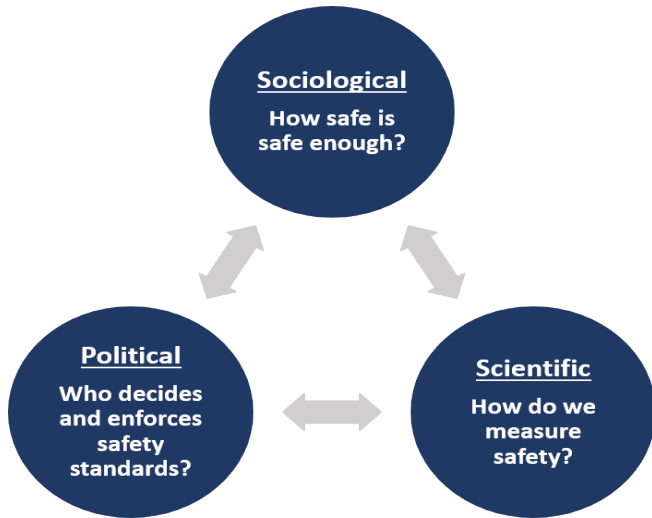 Sociological
How safe is
safe enough?
Political
Who decides
and enforces
safety
standards?
Scientific
How do we
measure
safety?